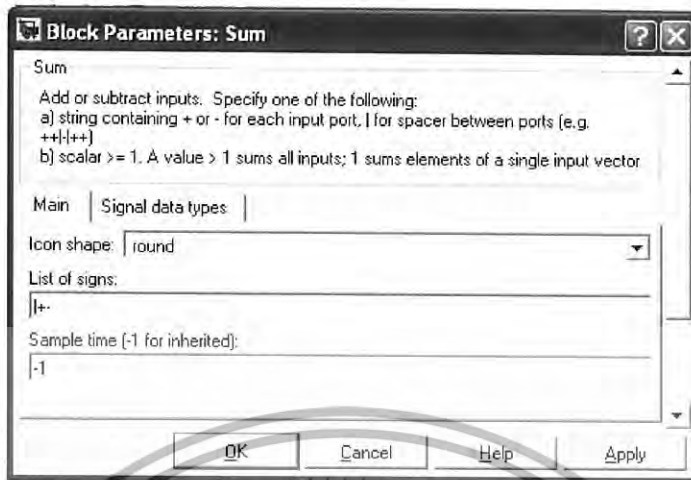 Block Parameters: Sum
Sum
Add or subtract inputs. Specify one of the following:
a) string containing + or - for each input port, | for spacer between ports (e.g.
++|-|++)
b) scalar >= 1. A value > 1 sums all inputs; 1 sums elements of a single input vector
Main Signal data types
Icon shape: round
List of signs:
|+-
Sample time (-1 for inherited):
-1
OK Cancel Help Apply